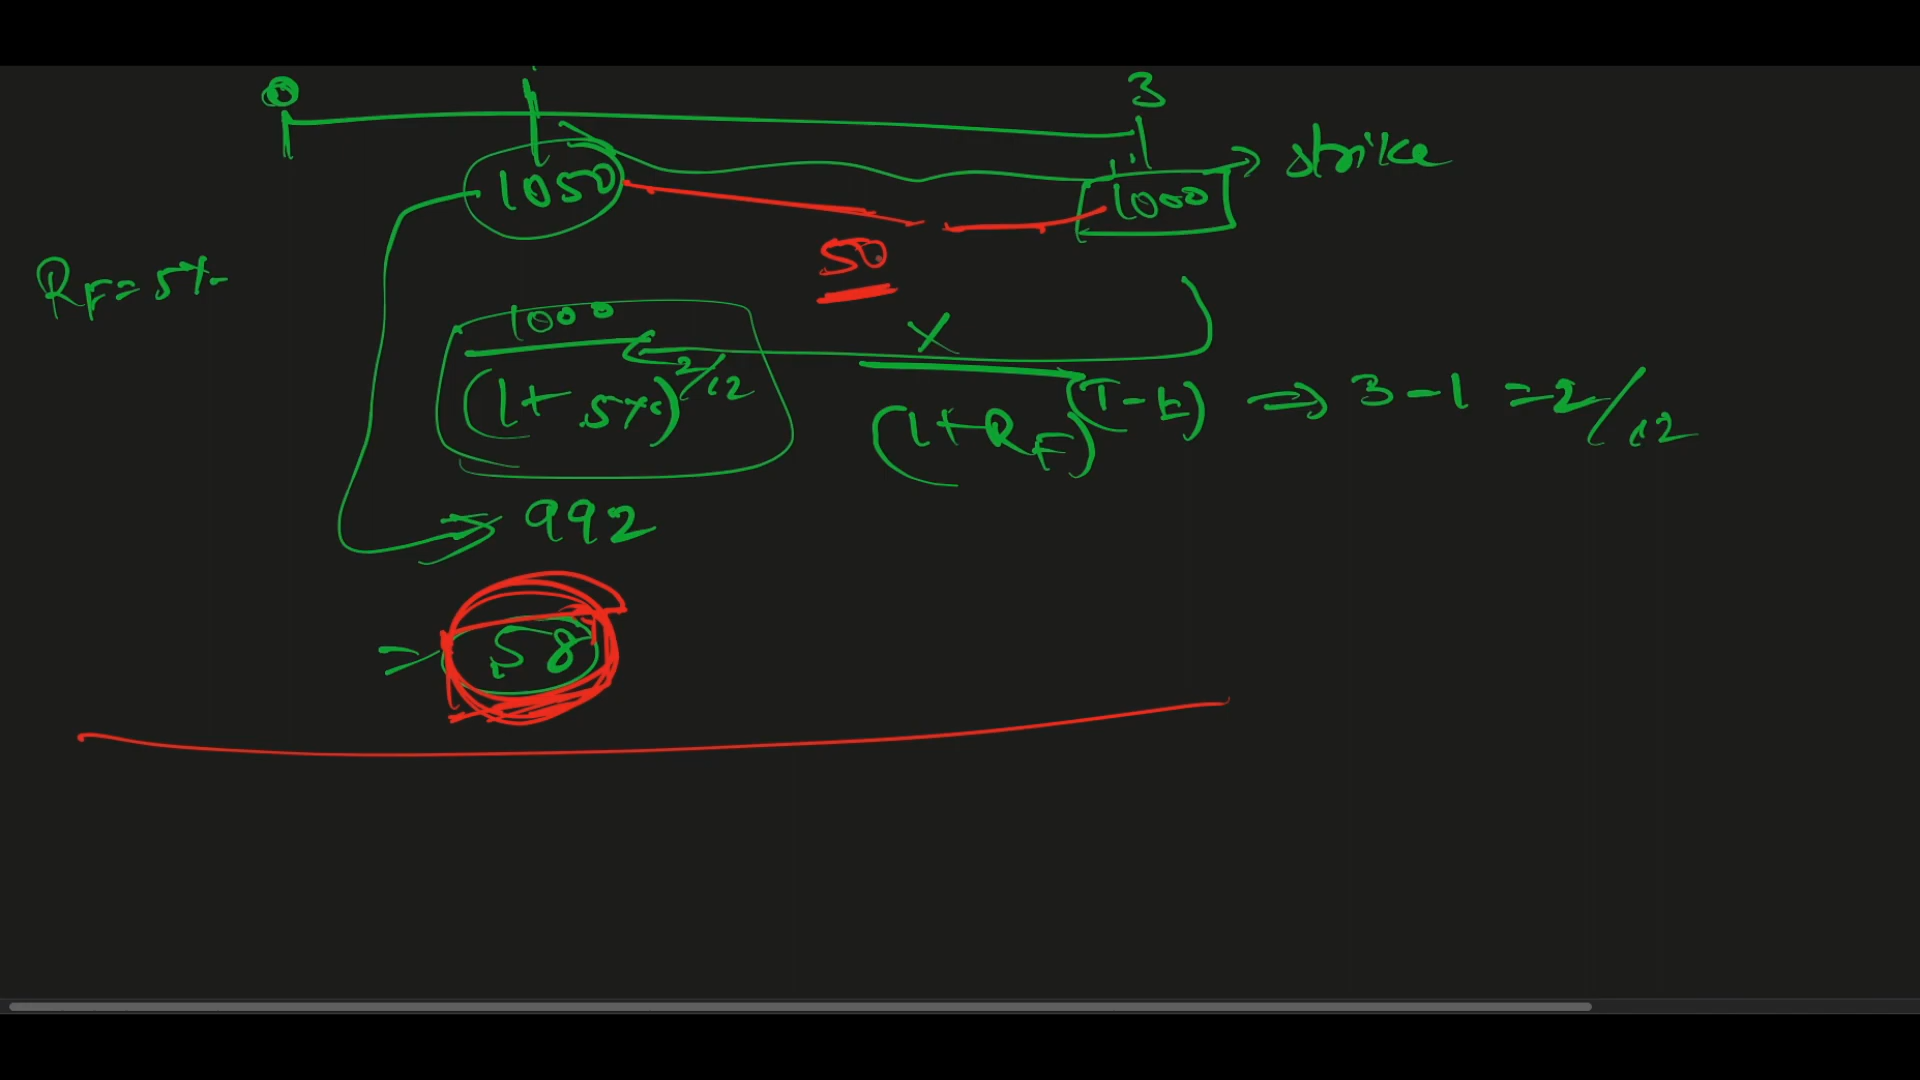 0 1 3
1050 1000 → strike
50
RF = 5%
1000 / (1 + 5%)^2/12
X / (1 + RF)^(T - t) ⇒ 3 - 1 = 2/12
⇒ 992
= 58